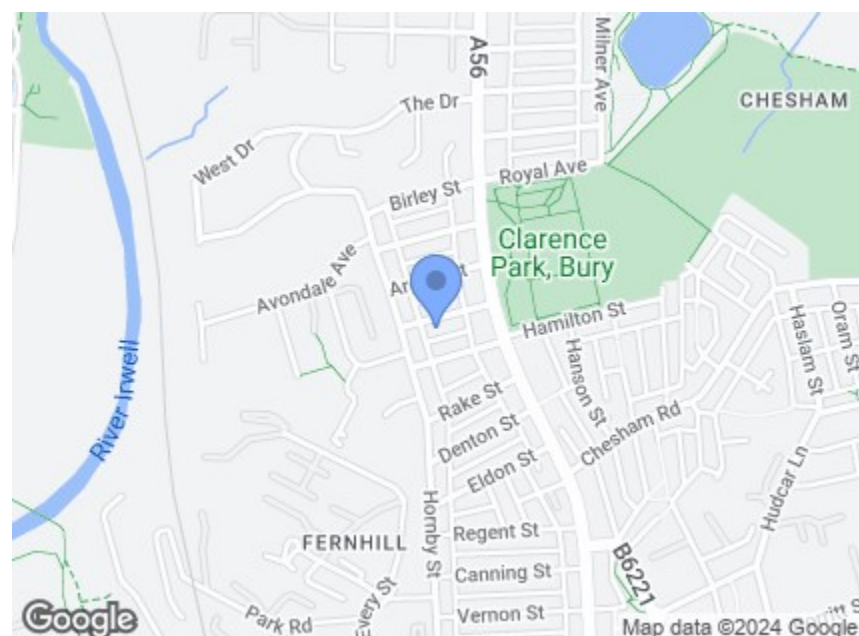 A56
Milner Ave
The Dr
CHESHAM
West Dr
Royal Ave
Birley St
Clarence
Park, Bury
Avondale Ave
Hamilton St
Haslam St
Oram St
Hanson St
River Irwell
Rake St
Chesham Rd
Denton St
Eldon St
Hudcar Ln
Hornby St
Regent St
FERNHILL
Canning St
B6221
Every St
Park Rd
Vernon St
Google
Map data ©2024 Google